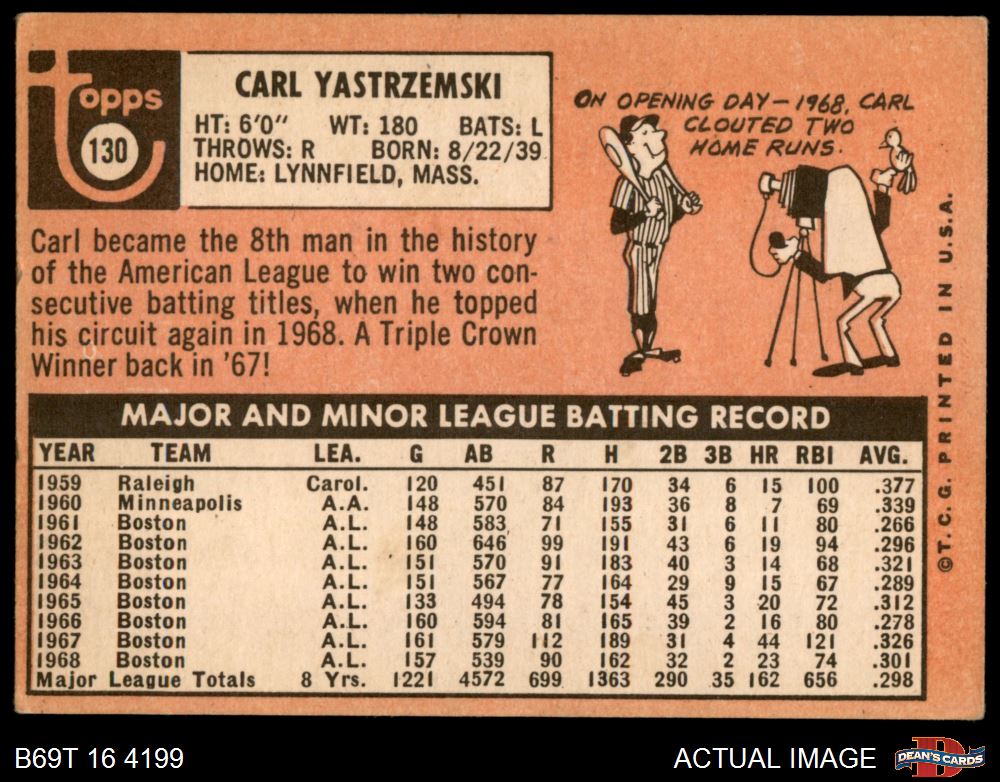 topps
130
CARL YASTRZEMSKI
HT: 6'0" WT: 180 BATS: L
THROWS: R BORN: 8/22/39
HOME: LYNNFIELD, MASS.
ON OPENING DAY—1968, CARL
CLOUTED TWO
HOME RUNS.
Carl became the 8th man in the history
of the American League to win two con-
secutive batting titles, when he topped
his circuit again in 1968. A Triple Crown
Winner back in '67!
MAJOR AND MINOR LEAGUE BATTING RECORD
YEAR TEAM LEA. G AB R H 2B 3B HR RBI AVG.
1959 Raleigh Carol. 120 451 87 170 34 6 15 100 .377
1960 Minneapolis A.A. 148 570 84 193 36 8 7 69 .339
1961 Boston A.L. 148 583 71 155 31 6 11 80 .266
1962 Boston A.L. 160 646 99 191 43 6 19 94 .296
1963 Boston A.L. 151 570 91 183 40 3 14 68 .321
1964 Boston A.L. 151 567 77 164 29 9 15 67 .289
1965 Boston A.L. 133 494 78 154 45 3 20 72 .312
1966 Boston A.L. 160 594 81 165 39 2 16 80 .278
1967 Boston A.L. 161 579 112 189 31 4 44 121 .326
1968 Boston A.L. 157 539 90 162 32 2 23 74 .301
Major League Totals 8 Yrs. 1221 4572 699 1363 290 35 162 656 .298
©T. C. G. PRINTED IN U.S.A.
B69T 16 4199
ACTUAL IMAGE
D
DEAN'S CARDS